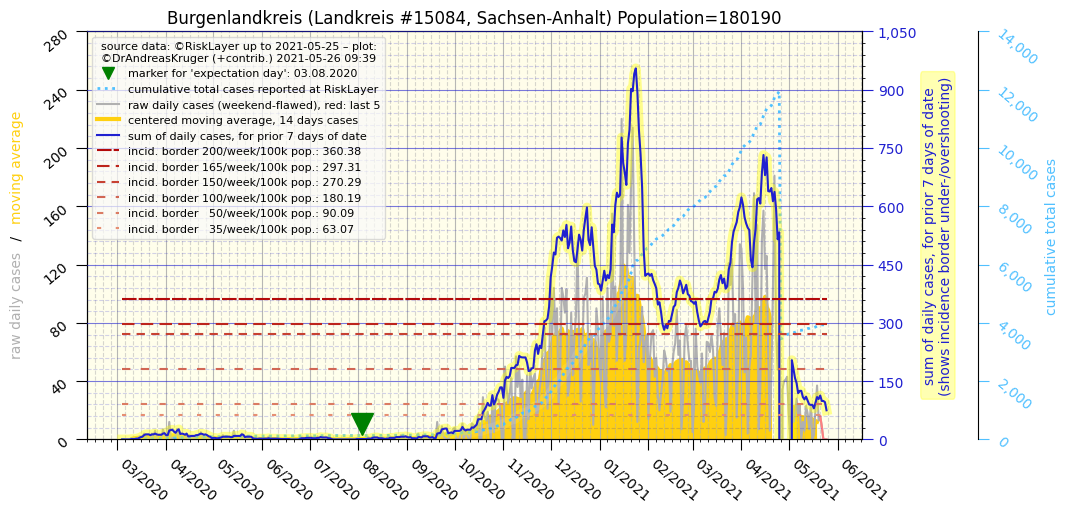 Burgenlandkreis (Landkreis #15084, Sachsen-Anhalt) Population=180190
source data: ©RiskLayer up to 2021-05-25 – plot:
©DrAndreasKruger (+contrib.) 2021-05-26 09:39
marker for 'expectation day': 03.08.2020
cumulative total cases reported at RiskLayer
raw daily cases (weekend-flawed), red: last 5
centered moving average, 14 days cases
sum of daily cases, for prior 7 days of date
incid. border 200/week/100k pop.: 360.38
incid. border 165/week/100k pop.: 297.31
incid. border 150/week/100k pop.: 270.29
incid. border 100/week/100k pop.: 180.19
incid. border 50/week/100k pop.: 90.09
incid. border 35/week/100k pop.: 63.07
raw daily cases / moving average
280
240
200
160
120
80
40
0
03/2020
04/2020
05/2020
06/2020
07/2020
08/2020
09/2020
10/2020
11/2020
12/2020
01/2021
02/2021
03/2021
04/2021
05/2021
06/2021
1,050
900
750
600
450
300
150
0
sum of daily cases, for prior 7 days of date
(shows incidence border under-/overshooting)
14,000
12,000
10,000
8,000
6,000
4,000
2,000
0
cumulative total cases